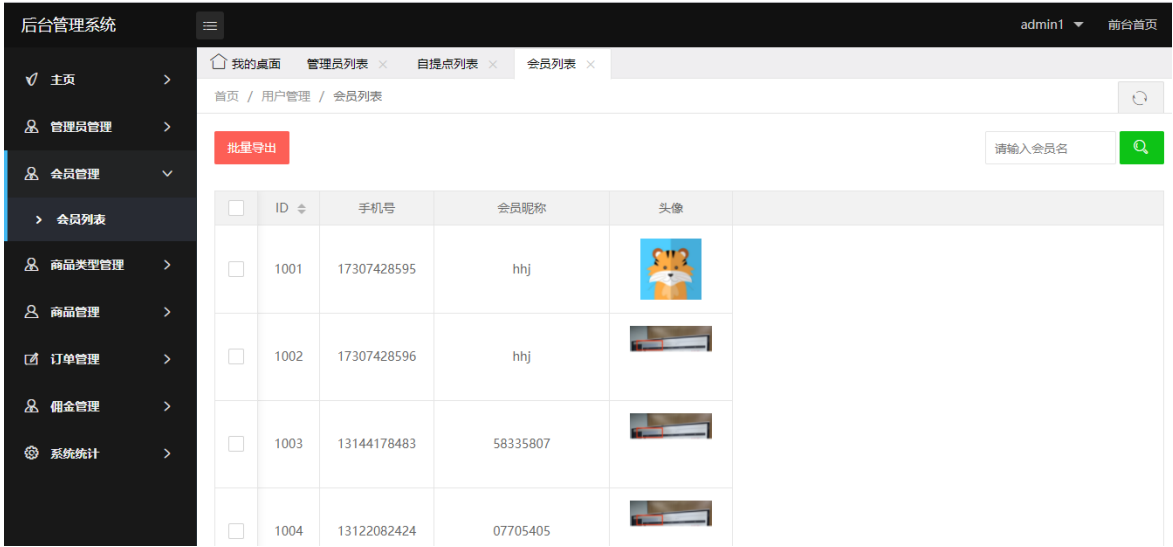 后台管理系统
admin1 前台首页
我的桌面 管理员列表 自提点列表 会员列表
首页 / 用户管理 / 会员列表
主页
管理员管理
会员管理
会员列表
商品类型管理
商品管理
订单管理
佣金管理
系统统计
批量导出
请输入会员名
ID 手机号 会员昵称 头像
1001 17307428595 hhj
1002 17307428596 hhj
1003 13144178483 58335807
1004 13122082424 07705405